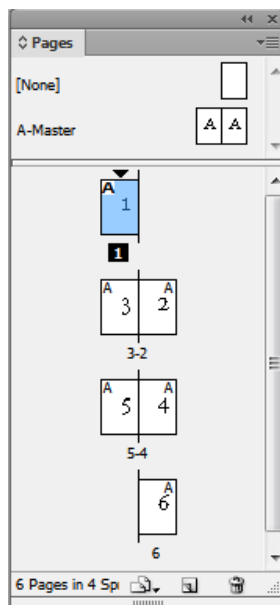 Pages
[None]
A-Master
A A
A
1
1
A A
3 2
3-2
A A
5 4
5-4
A
6
6
6 Pages in 4 Spr